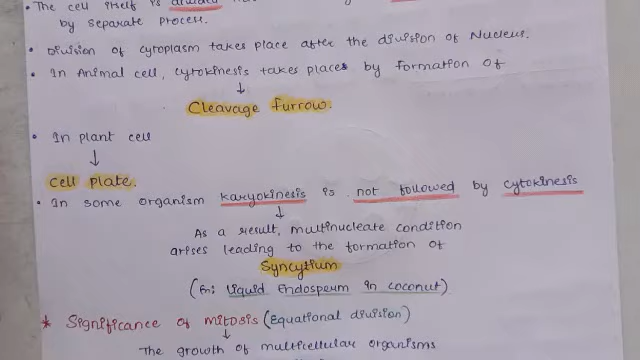 • The cell itself is divided
by separate process.
• Division of cytoplasm takes place after the division of Nucleus.
• In Animal cell, cytokinesis takes places by formation of
↓
Cleavage furrow.
• In plant cell
↓
cell plate.
• In some organism karyokinesis is not followed by cytokinesis
↓
As a result, multinucleate condition
arises leading to the formation of
Syncytium
(En: liquid Endosperm in coconut)
* Significance of mitosis (Equational division)
↓
The growth of multicellular organisms